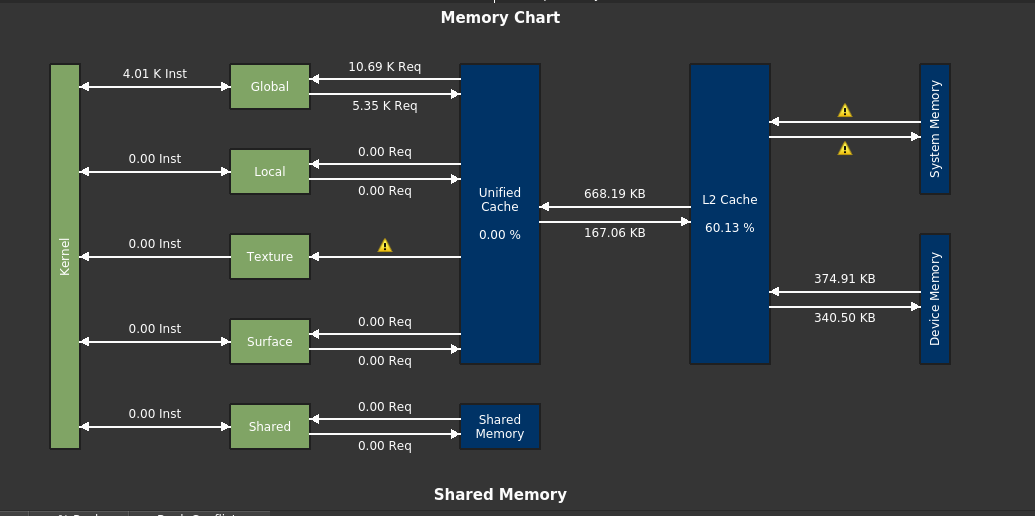 Memory Chart
4.01 K Inst
Global
10.69 K Req
5.35 K Req
0.00 Inst
Local
0.00 Req
0.00 Req
0.00 Inst
Texture
0.00 Inst
Surface
0.00 Req
0.00 Req
0.00 Inst
Shared
0.00 Req
0.00 Req
Kernel
Unified
Cache
0.00 %
Shared
Memory
668.19 KB
167.06 KB
L2 Cache
60.13 %
374.91 KB
340.50 KB
System Memory
Device Memory
Shared Memory